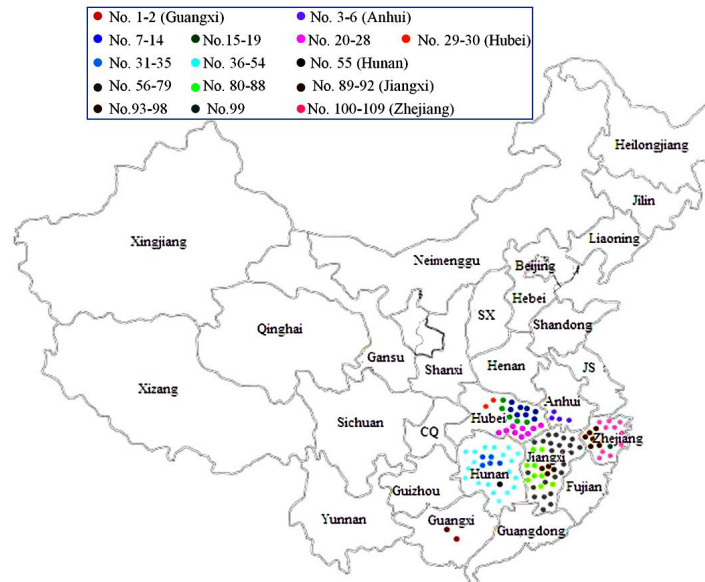 No. 1-2 (Guangxi) No. 3-6 (Anhui)
No. 7-14 No.15-19 No. 20-28 No. 29-30 (Hubei)
No. 31-35 No. 36-54 No. 55 (Hunan)
No. 56-79 No. 80-88 No. 89-92 (Jiangxi)
No.93-98 No.99 No. 100-109 (Zhejiang)
Heilongjiang
Jilin
Liaoning
Xingjiang
Neimenggu
Beijing
Hebei
SX
Shandong
Qinghai
Gansu
Shanxi
Henan
JS
Xizang
Sichuan
CQ
Hubei
Anhui
Zhejiang
Jiangxi
Hunan
Guizhou
Fujian
Yunnan
Guangxi
Guangdong